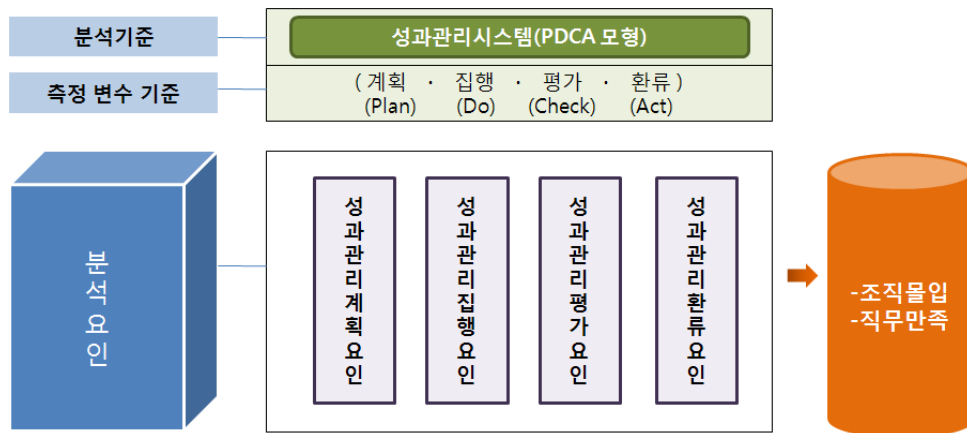 분석기준
성과관리시스템(PDCA 모형)
측정 변수 기준
( 계획 · 집행 · 평가 · 환류 )
(Plan) (Do) (Check) (Act)
분석요인
성과관리계획요인
성과관리집행요인
성과관리평가요인
성과관리환류요인
-조직몰입
-직무만족